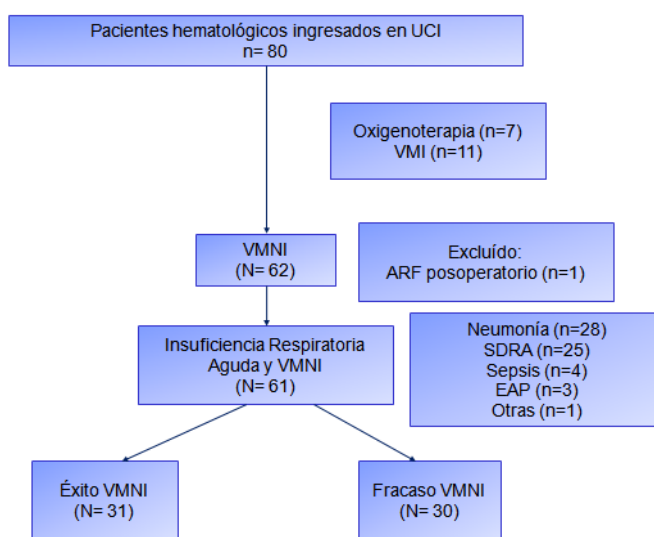 Pacientes hematológicos ingresados en UCI
n= 80
Oxigenoterapia (n=7)
VMI (n=11)
VMNI
(N= 62)
Excluído:
ARF posoperatorio (n=1)
Insuficiencia Respiratoria
Aguda y VMNI
(N= 61)
Neumonía (n=28)
SDRA (n=25)
Sepsis (n=4)
EAP (n=3)
Otras (n=1)
Éxito VMNI
(N= 31)
Fracaso VMNI
(N= 30)